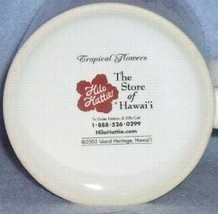 Tropical Flowers
Hilo
Hattie®
The
Store
of
Hawai'i
To Order Fashion & Gifts Call
1-888-526-0299
HiloHattie.com
©2003 Island Heritage, Hawai'i